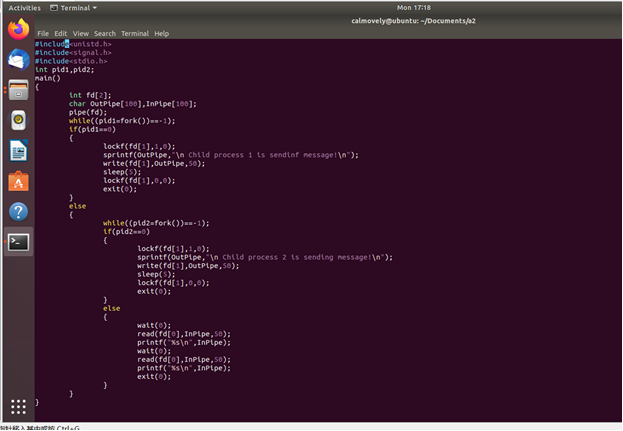 Activities Terminal Mon 17:18
calmovely@ubuntu: ~/Documents/a2
File Edit View Search Terminal Help
#include<unistd.h>
#include<signal.h>
#include<stdio.h>
int pid1,pid2;
main()
{
int fd[2];
char OutPipe[100],InPipe[100];
pipe(fd);
while((pid1=fork())==-1);
if(pid1==0)
{
lockf(fd[1],1,0);
sprintf(OutPipe,"\n Child process 1 is sendinf message!\n");
write(fd[1],OutPipe,50);
sleep(5);
lockf(fd[1],0,0);
exit(0);
}
else
{
while((pid2=fork())==-1);
if(pid2==0)
{
lockf(fd[1],1,0);
sprintf(OutPipe,"\n Child process 2 is sending message!\n");
write(fd[1],OutPipe,50);
sleep(5);
lockf(fd[1],0,0);
exit(0);
}
else
{
wait(0);
read(fd[0],InPipe,50);
printf("%s\n",InPipe);
wait(0);
read(fd[0],InPipe,50);
printf("%s\n",InPipe);
exit(0);
}
}
}
Ctrl+G